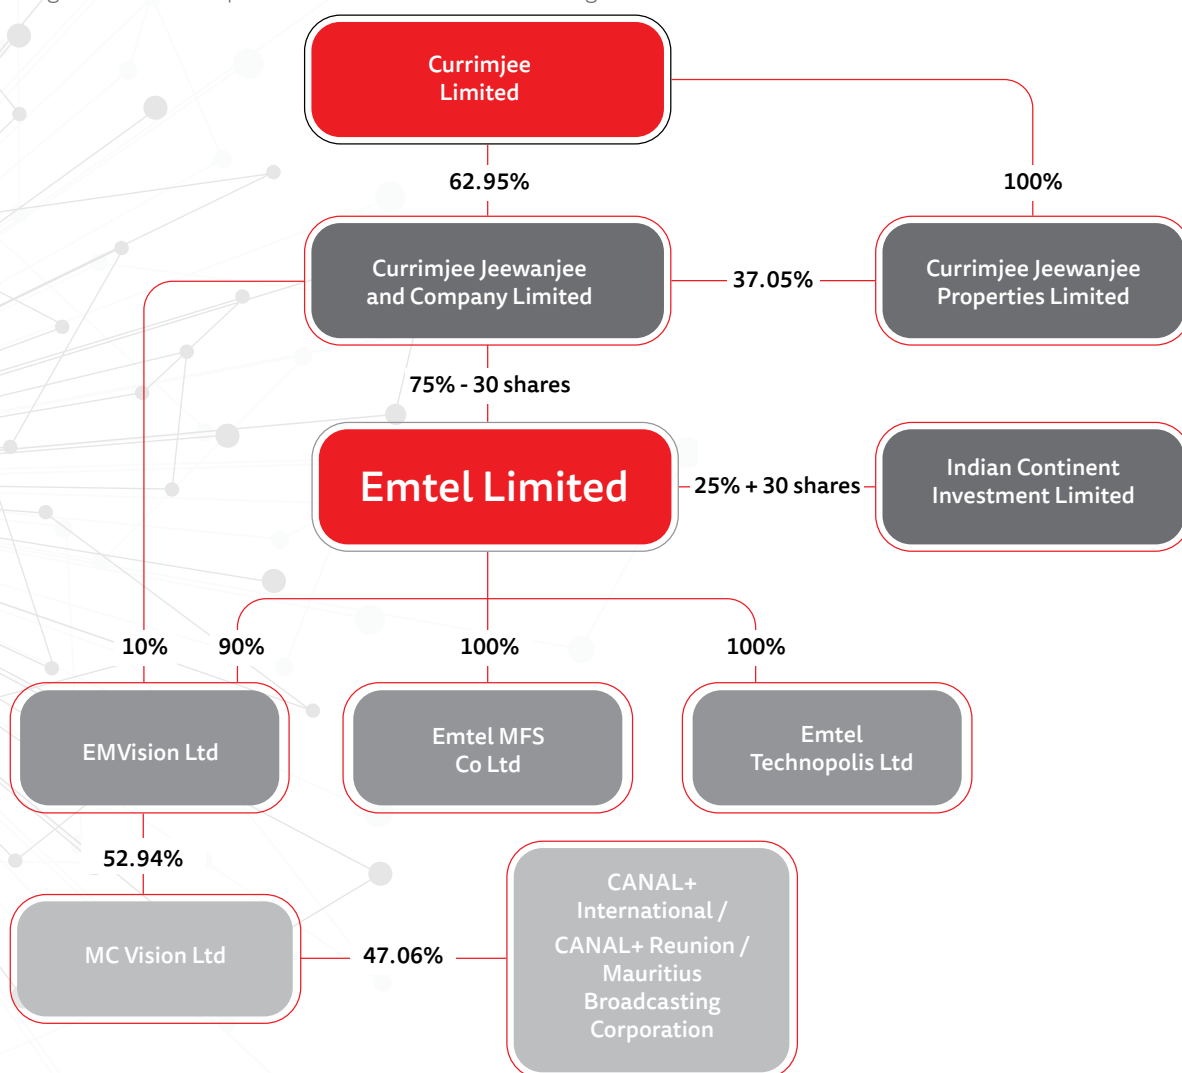 Currimjee
Limited
62.95%
100%
Currimjee Jeewanjee
and Company Limited
37.05%
Currimjee Jeewanjee
Properties Limited
75% - 30 shares
Emtel Limited
25% + 30 shares
Indian Continent
Investment Limited
10%
90%
100%
100%
EMVision Ltd
Emtel MFS
Co Ltd
Emtel
Technopolis Ltd
52.94%
MC Vision Ltd
47.06%
CANAL+
International /
CANAL+ Reunion /
Mauritius
Broadcasting
Corporation